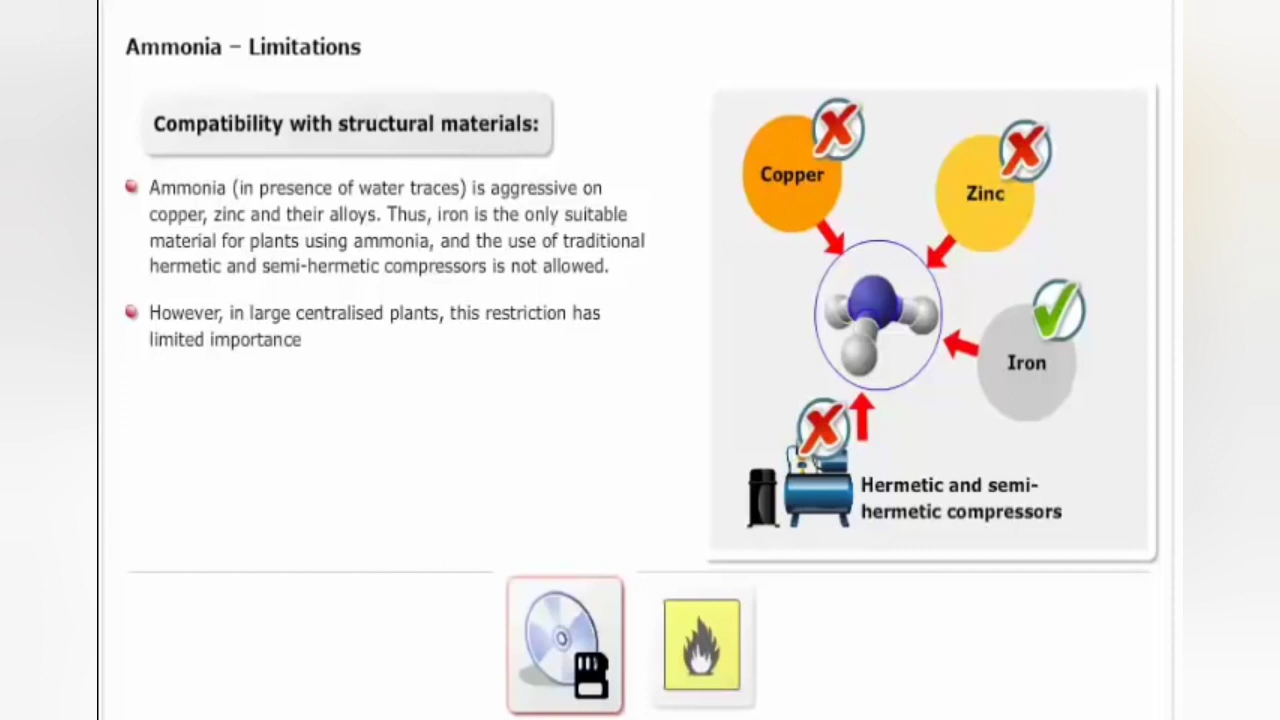 Ammonia – Limitations
Compatibility with structural materials:
Ammonia (in presence of water traces) is aggressive on
copper, zinc and their alloys. Thus, iron is the only suitable
material for plants using ammonia, and the use of traditional
hermetic and semi-hermetic compressors is not allowed.
However, in large centralised plants, this restriction has
limited importance
Copper
Zinc
Iron
Hermetic and semi-
hermetic compressors